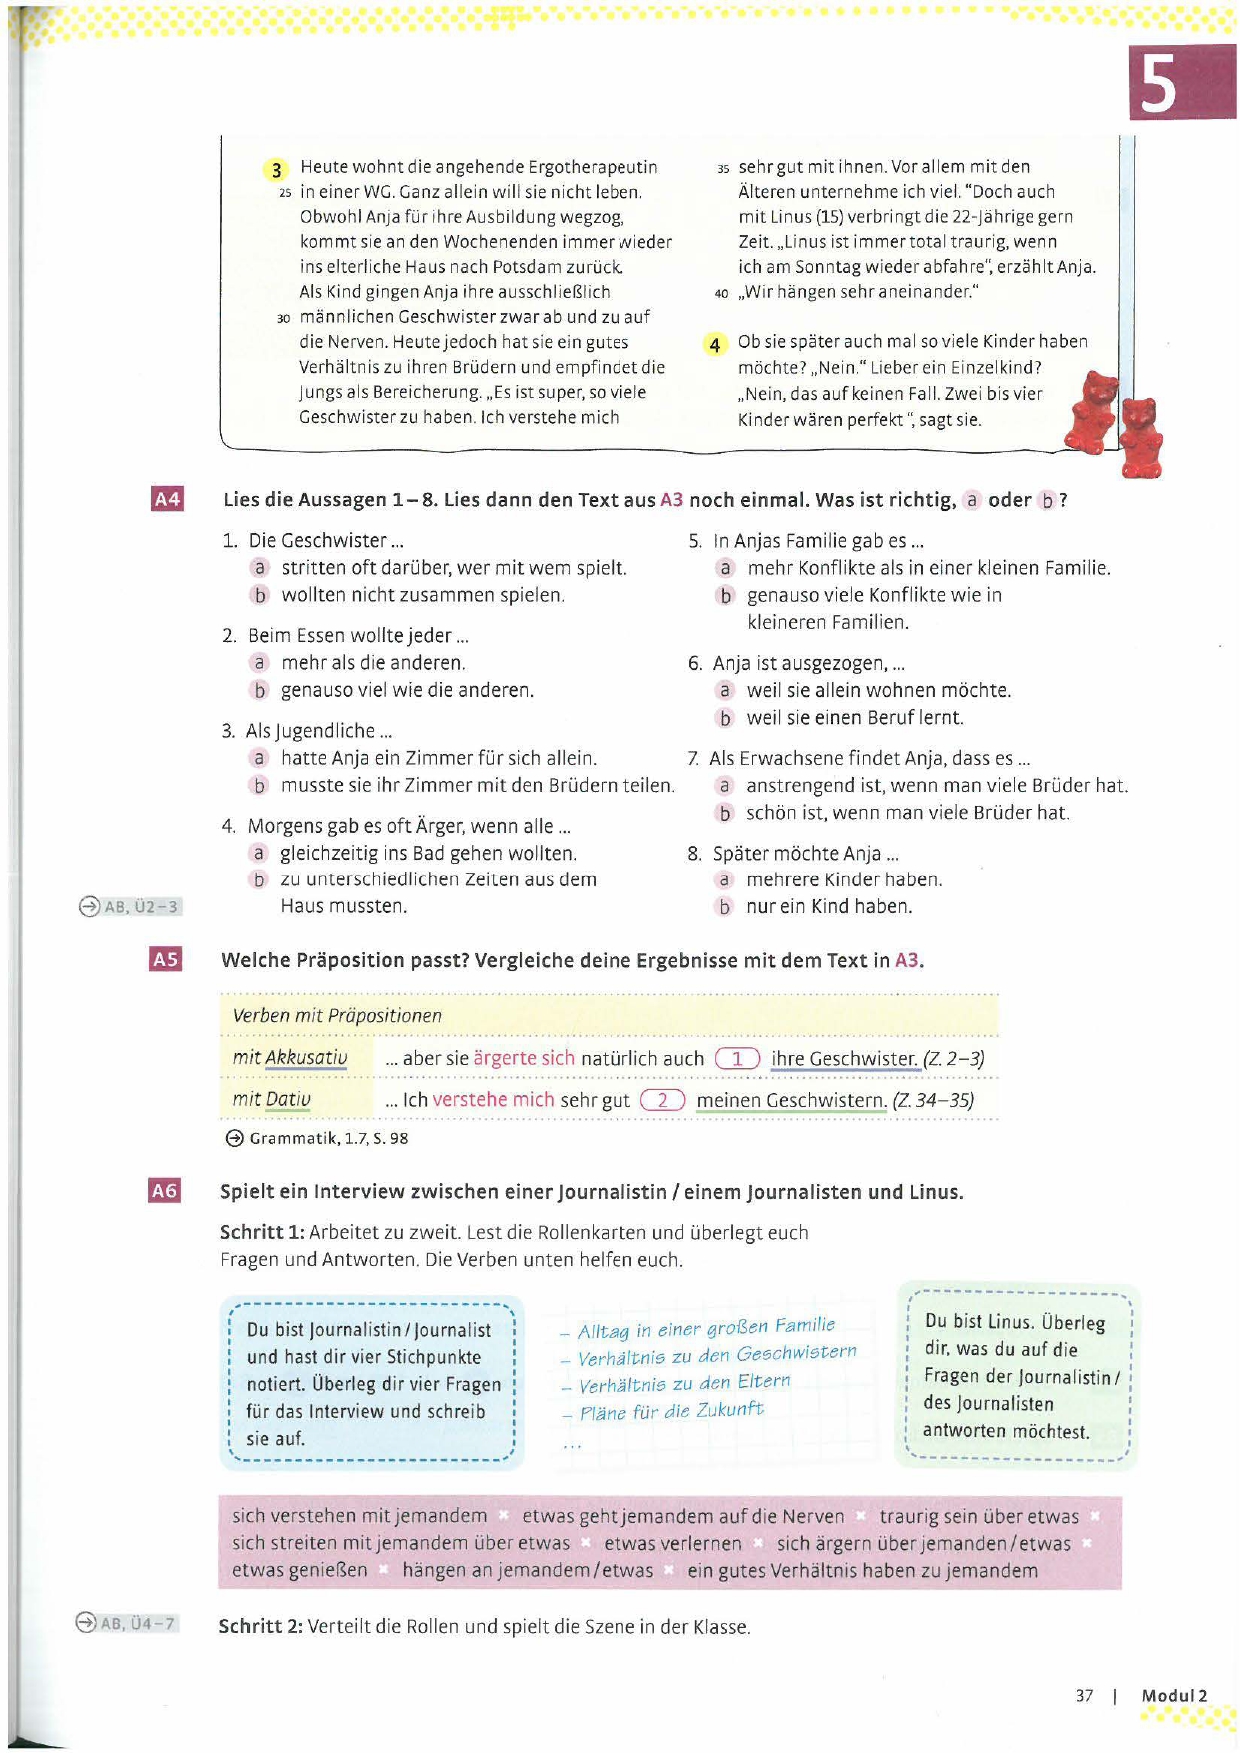 5
3 Heute wohnt die angehende Ergotherapeutin
25 in einer WG. Ganz allein will sie nicht leben.
Obwohl Anja für ihre Ausbildung wegzog,
kommt sie an den Wochenenden immer wieder
ins elterliche Haus nach Potsdam zurück.
Als Kind gingen Anja ihre ausschließlich
30 männlichen Geschwister zwar ab und zu auf
die Nerven. Heute jedoch hat sie ein gutes
Verhältnis zu ihren Brüdern und empfindet die
Jungs als Bereicherung. „Es ist super, so viele
Geschwister zu haben. Ich verstehe mich
35 sehr gut mit ihnen. Vor allem mit den
Älteren unternehme ich viel.“ Doch auch
mit Linus (15) verbringt die 22-Jährige gern
Zeit. „Linus ist immer total traurig, wenn
ich am Sonntag wieder abfahre“, erzählt Anja.
40 „Wir hängen sehr aneinander.“
4 Ob sie später auch mal so viele Kinder haben
möchte? „Nein.“ Lieber ein Einzelkind?
„Nein, das auf keinen Fall. Zwei bis vier
Kinder wären perfekt“, sagt sie.
A4 Lies die Aussagen 1–8. Lies dann den Text aus A3 noch einmal. Was ist richtig, a oder b?
1. Die Geschwister ...
a stritten oft darüber, wer mit wem spielt.
b wollten nicht zusammen spielen.
2. Beim Essen wollte jeder ...
a mehr als die anderen.
b genauso viel wie die anderen.
3. Als Jugendliche ...
a hatte Anja ein Zimmer für sich allein.
b musste sie ihr Zimmer mit den Brüdern teilen.
4. Morgens gab es oft Ärger, wenn alle ...
a gleichzeitig ins Bad gehen wollten.
b zu unterschiedlichen Zeiten aus dem
Haus mussten.
AB, Ü2–3
5. In Anjas Familie gab es ...
a mehr Konflikte als in einer kleinen Familie.
b genauso viele Konflikte wie in
kleineren Familien.
6. Anja ist ausgezogen, ...
a weil sie allein wohnen möchte.
b weil sie einen Beruf lernt.
7. Als Erwachsene findet Anja, dass es ...
a anstrengend ist, wenn man viele Brüder hat.
b schön ist, wenn man viele Brüder hat.
8. Später möchte Anja ...
a mehrere Kinder haben.
b nur ein Kind haben.
A5 Welche Präposition passt? Vergleiche deine Ergebnisse mit dem Text in A3.
Verben mit Präpositionen
mit Akkusativ ... aber sie ärgerte sich natürlich auch 1 ihre Geschwister. (Z. 2–3)
mit Dativ ... Ich verstehe mich sehr gut 2 meinen Geschwistern. (Z. 34–35)
Grammatik, 1.7, S. 98
A6 Spielt ein Interview zwischen einer Journalistin / einem Journalisten und Linus.
Schritt 1: Arbeitet zu zweit. Lest die Rollenkarten und überlegt euch
Fragen und Antworten. Die Verben unten helfen euch.
Du bist Journalistin / Journalist
und hast dir vier Stichpunkte
notiert. Überleg dir vier Fragen
für das Interview und schreib
sie auf.
– Alltag in einer großen Familie
– Verhältnis zu den Geschwistern
– Verhältnis zu den Eltern
– Pläne für die Zukunft
...
Du bist Linus. Überleg
dir, was du auf die
Fragen der Journalistin /
des Journalisten
antworten möchtest.
sich verstehen mit jemandem × etwas geht jemandem auf die Nerven × traurig sein über etwas ×
sich streiten mit jemandem über etwas × etwas verlernen × sich ärgern über jemanden/etwas ×
etwas genießen × hängen an jemandem/etwas × ein gutes Verhältnis haben zu jemandem
AB, Ü4–7
Schritt 2: Verteilt die Rollen und spielt die Szene in der Klasse.
37 | Modul 2